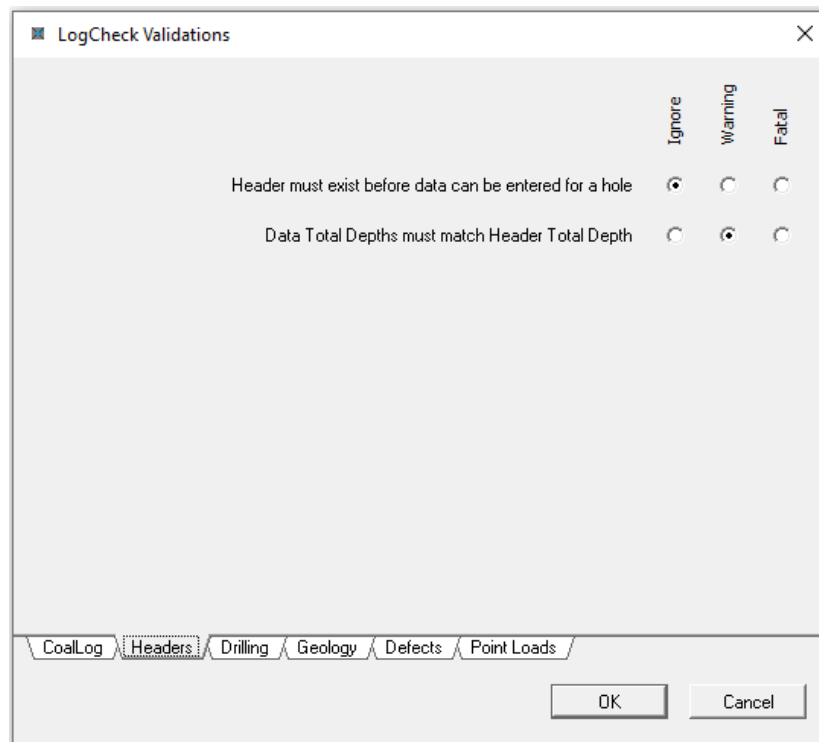 LogCheck Validations
Ignore Warning Fatal
Header must exist before data can be entered for a hole
Data Total Depths must match Header Total Depth
CoalLog Headers Drilling Geology Defects Point Loads
OK Cancel